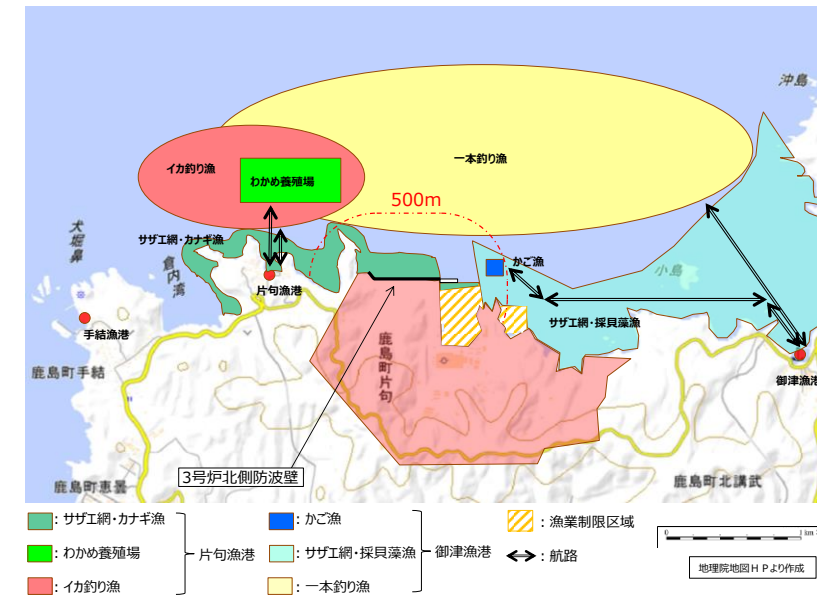 沖島
一本釣り漁
イカ釣り漁
わかめ養殖場
500m
犬堀鼻
サザエ網・カナギ漁
倉内湾
かご漁
小島
片句漁港
サザエ網・採貝藻漁
手結漁港
鹿島町片句
御津漁港
鹿島町手結
3号炉北側防波壁
鹿島町恵曇
鹿島町北講武
：サザエ網・カナギ漁
：わかめ養殖場
：イカ釣り漁
片句漁港
：かご漁
：サザエ網・採貝藻漁
：一本釣り漁
御津漁港
：漁業制限区域
：航路
0 1 km
地理院地図ＨＰより作成